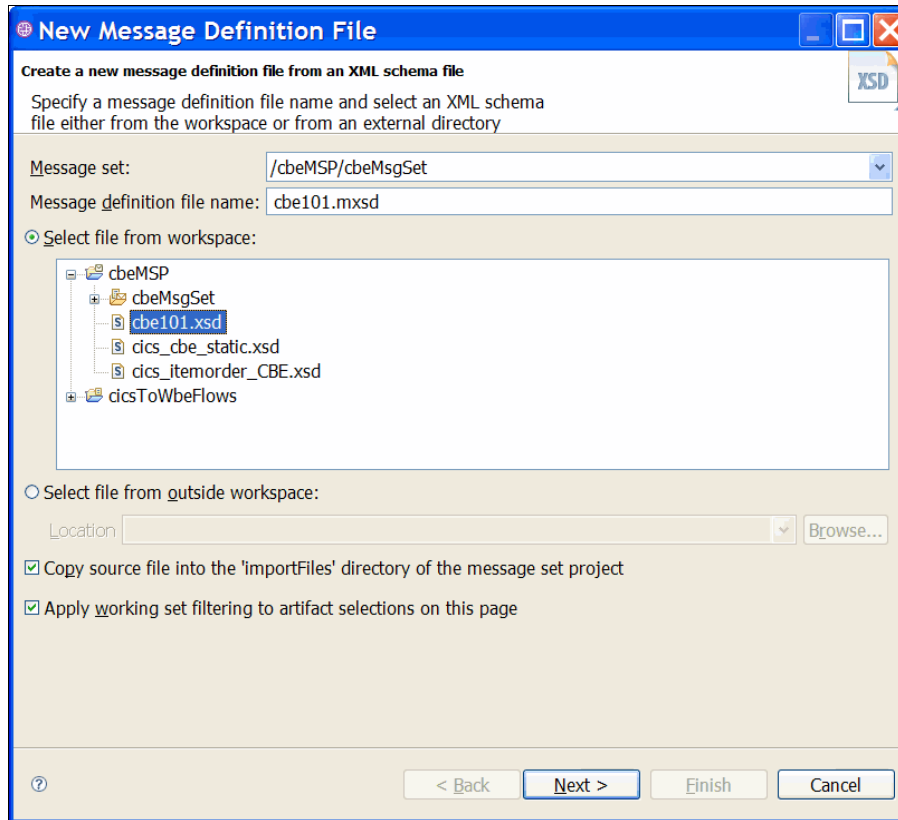 New Message Definition File
Create a new message definition file from an XML schema file
XSD
Specify a message definition file name and select an XML schema
file either from the workspace or from an external directory
Message set: /cbeMSP/cbeMsgSet
Message definition file name: cbe101.mxsd
Select file from workspace:
cbeMSP
cbeMsgSet
S cbe101.xsd
S cics_cbe_static.xsd
S cics_itemorder_CBE.xsd
cicsToWbeFlows
Select file from outside workspace:
Location Browse...
Copy source file into the 'importFiles' directory of the message set project
Apply working set filtering to artifact selections on this page
? < Back Next > Finish Cancel